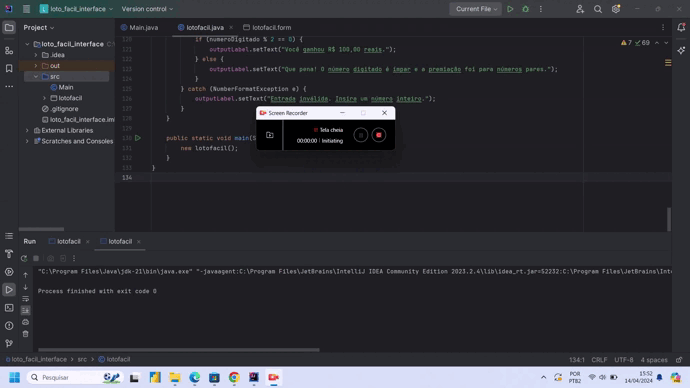 loto_facil_interface
Version control
Current File
Project
Main.java
lotofacil.java
lotofacil.form
loto_facil_interface
.idea
out
src
Main
lotofacil
.gitignore
loto_facil_interface.im
External Libraries
Scratches and Consoles
7 69
120 if (numeroDigitado % 2 == 0) {
121 outputLabel.setText("Você ganhou R$ 100,00 reais.");
122 } else {
123 outputLabel.setText("Que pena! O número digitado é ímpar e a premiação foi para números pares.");
124 }
125 } catch (NumberFormatException e) {
126 outputLabel.setText("Entrada inválida. Insira um número inteiro.");
127 }
128 }
130 public static void main(S
131 new lotofacil();
132 }
133 }
134
Screen Recorder
Tela cheia
00:00:00 | Initiating
Run
lotofacil
lotofacil
"C:\Program Files\Java\jdk-21\bin\java.exe" "-javaagent:C:\Program Files\JetBrains\IntelliJ IDEA Community Edition 2023.2.4\lib\idea_rt.jar=52232:C:\Program Files\JetBrains\Inte
Process finished with exit code 0
loto_facil_interface > src > lotofacil
134:1 CRLF UTF-8 4 spaces
Pesquisar
POR
PTB2
15:52
14/04/2024